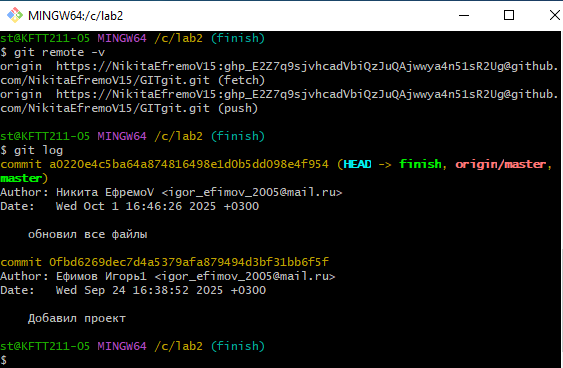 MINGW64:/c/lab2
st@KFTT211-05 MINGW64 /c/lab2 (finish)
$ git remote -v
origin https://NikitaEfremoV15: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@github.
com/NikitaEfremoV15/GITgit.git (fetch)
origin https://NikitaEfremoV15: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@github.
com/NikitaEfremoV15/GITgit.git (push)
st@KFTT211-05 MINGW64 /c/lab2 (finish)
$ git log
commit a0220e4c5ba64a874816498e1d0b5dd098e4f954 (HEAD -> finish, origin/master,
master)
Author: Никита ЕфремоV <igor_efimov_2005@mail.ru>
Date: Wed Oct 1 16:46:26 2025 +0300
обновил все файлы
commit 0fbd6269dec7d4a5379afa879494d3bf31bb6f5f
Author: Ефимов Игорь1 <igor_efimov_2005@mail.ru>
Date: Wed Sep 24 16:38:52 2025 +0300
Добавил проект
st@KFTT211-05 MINGW64 /c/lab2 (finish)
$